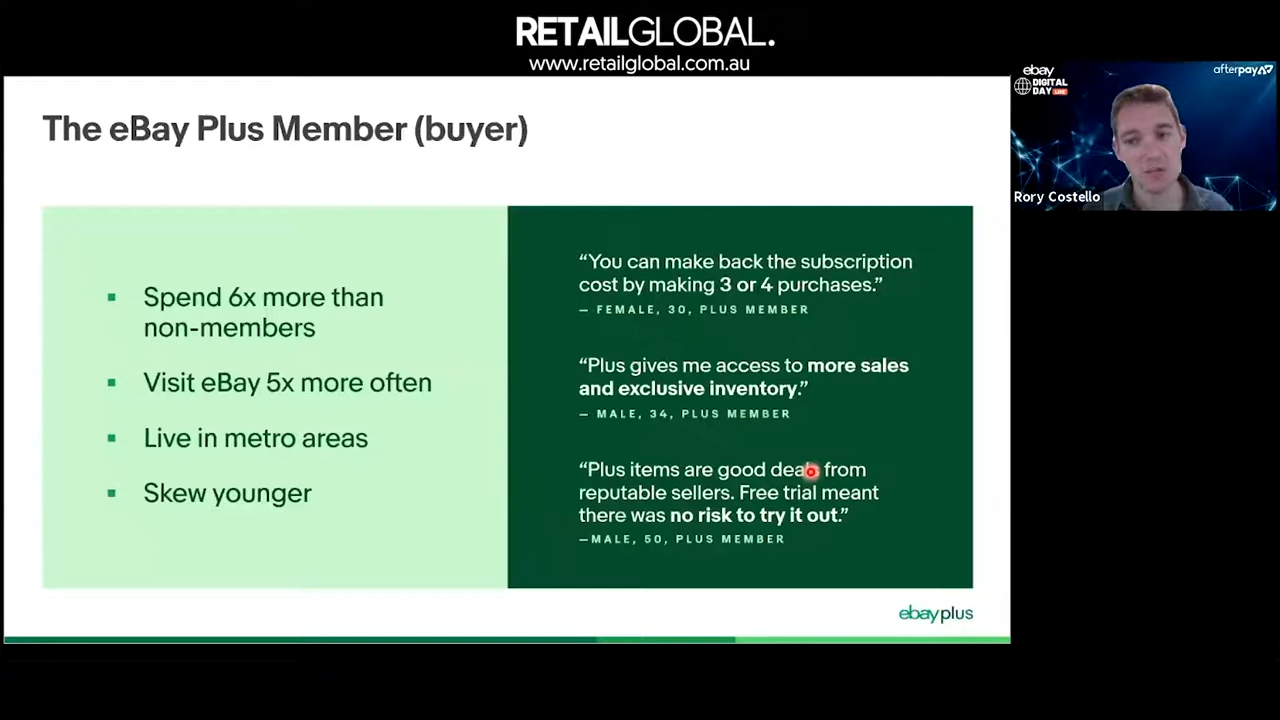 RETAILGLOBAL.
www.retailglobal.com.au
ebay
DIGITAL
DAY LIVE
afterpay
Rory Costello
The eBay Plus Member (buyer)
▪ Spend 6x more than
non-members
▪ Visit eBay 5x more often
▪ Live in metro areas
▪ Skew younger
“You can make back the subscription
cost by making 3 or 4 purchases.”
— FEMALE, 30, PLUS MEMBER
“Plus gives me access to more sales
and exclusive inventory.”
— MALE, 34, PLUS MEMBER
“Plus items are good deals from
reputable sellers. Free trial meant
there was no risk to try it out.”
—MALE, 50, PLUS MEMBER
ebayplus